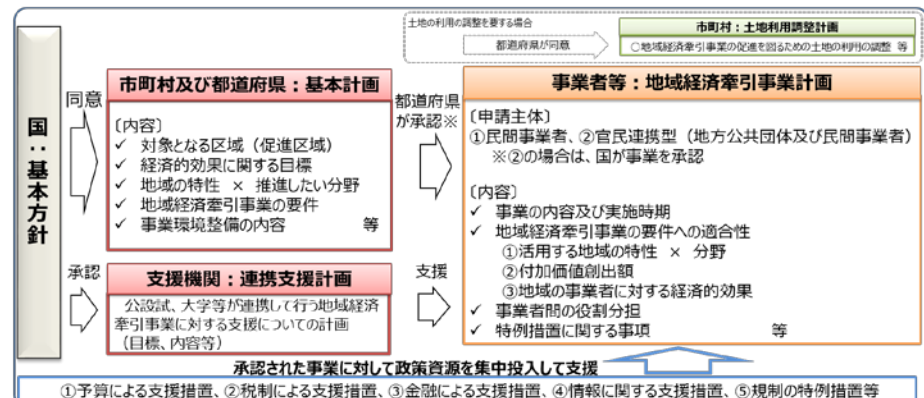 土地の利用の調整を要する場合
都道府県が同意
市町村：土地利用調整計画
○地域経済牽引事業の促進を図るための土地の利用の調整 等
国：基本方針
同意
市町村及び都道府県：基本計画
〔内容〕
✓ 対象となる区域（促進区域）
✓ 経済的効果に関する目標
✓ 地域の特性 × 推進したい分野
✓ 地域経済牽引事業の要件
✓ 事業環境整備の内容 等
承認
支援機関：連携支援計画
公設試、大学等が連携して行う地域経済
牽引事業に対する支援についての計画
（目標、内容等）
都道府県
が承認※
支援
事業者等：地域経済牽引事業計画
〔申請主体〕
①民間事業者、②官民連携型（地方公共団体及び民間事業者）
※②の場合は、国が事業を承認
〔内容〕
✓ 事業の内容及び実施時期
✓ 地域経済牽引事業の要件への適合性
①活用する地域の特性 × 分野
②付加価値創出額
③地域の事業者に対する経済的効果
✓ 事業者間の役割分担
✓ 特例措置に関する事項 等
承認された事業に対して政策資源を集中投入して支援
①予算による支援措置、②税制による支援措置、③金融による支援措置、④情報に関する支援措置、⑤規制の特例措置等